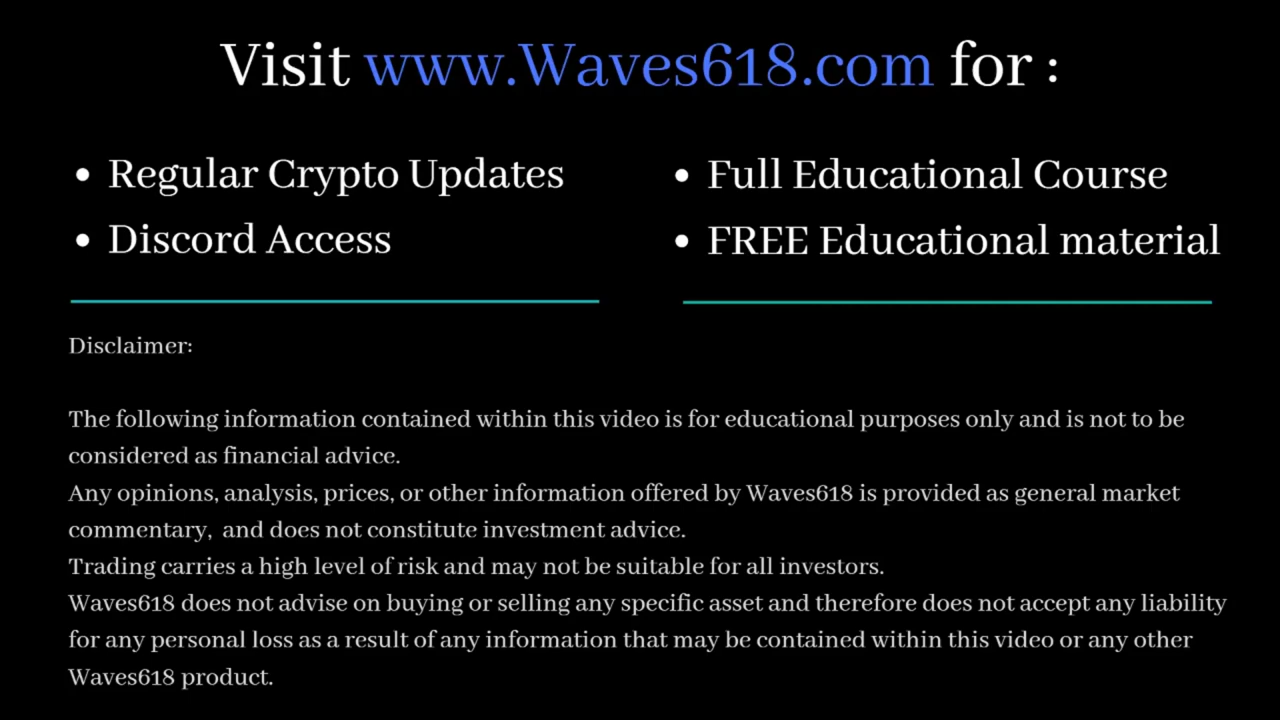 Visit www.Waves618.com for :
• Regular Crypto Updates
• Discord Access
• Full Educational Course
• FREE Educational material
Disclaimer:
The following information contained within this video is for educational purposes only and is not to be
considered as financial advice.
Any opinions, analysis, prices, or other information offered by Waves618 is provided as general market
commentary,  and does not constitute investment advice.
Trading carries a high level of risk and may not be suitable for all investors.
Waves618 does not advise on buying or selling any specific asset and therefore does not accept any liability
for any personal loss as a result of any information that may be contained within this video or any other
Waves618 product.